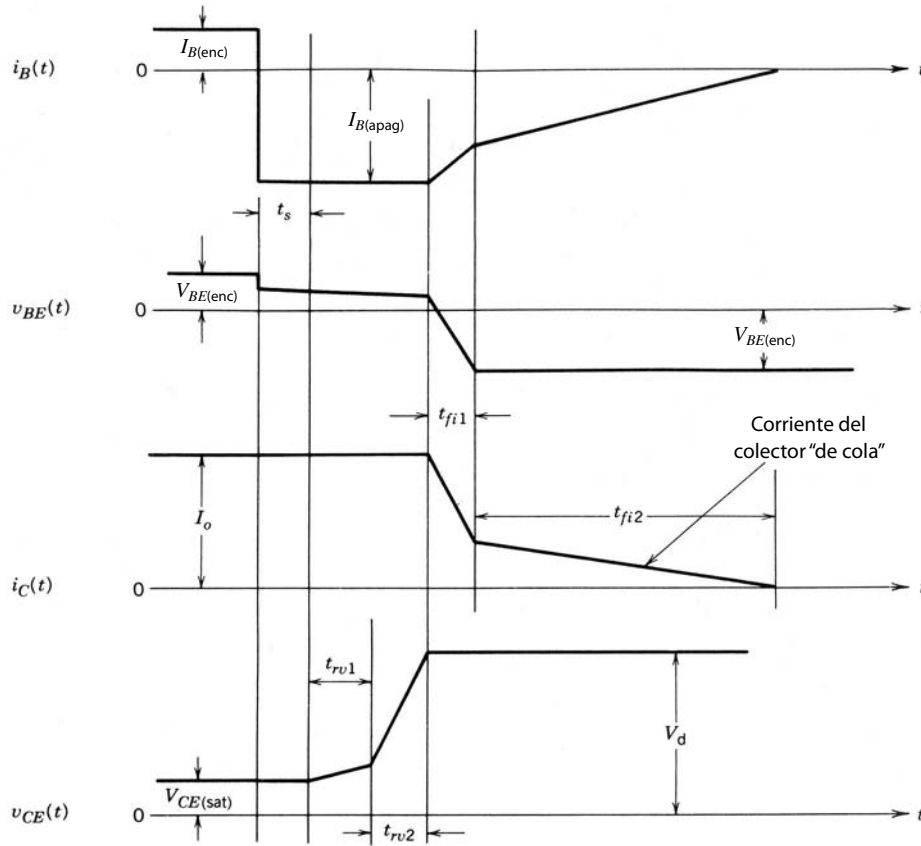 I_B(enc)
i_B(t) 0 t
I_B(apag)
t_s
V_BE(enc)
v_BE(t) 0
V_BE(enc)
t_fi1
Corriente del
colector "de cola"
I_o
t_fi2
i_C(t) 0
t_rv1
V_d
V_CE(sat)
v_CE(t) 0 t
t_rv2